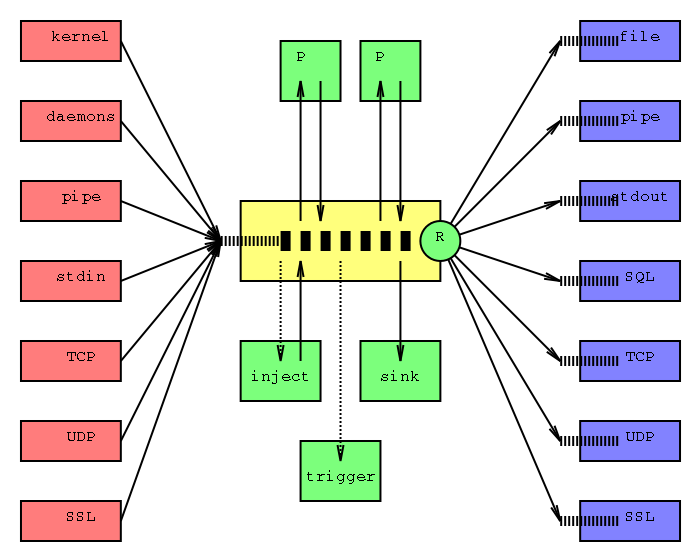 kernel
P
P
file
daemons
pipe
pipe
stdout
R
stdin
SQL
TCP
inject
sink
TCP
UDP
UDP
trigger
SSL
SSL